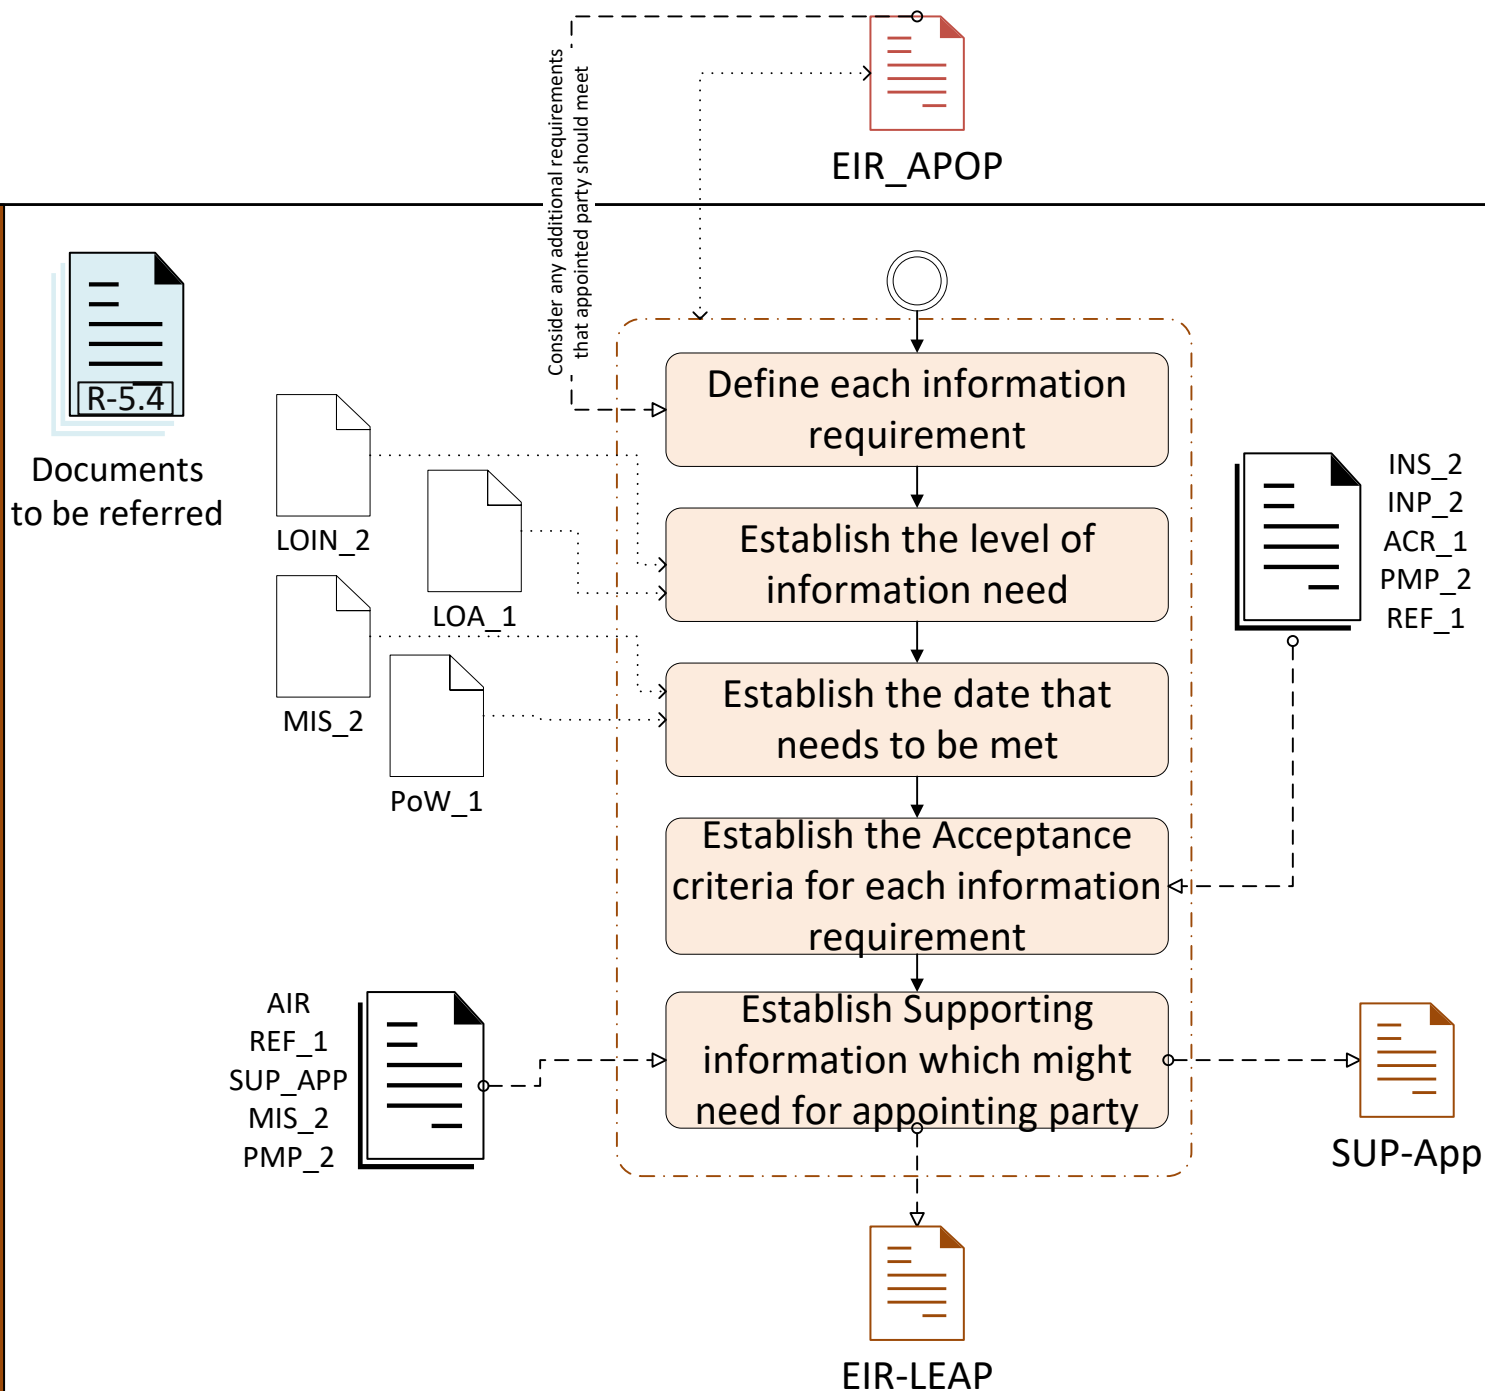 EIR_APOP
Consider any additional requirements
that appointed party should meet
R-5.4
Documents
to be referred
Define each information
requirement
LOIN_2
LOA_1
Establish the level of
information need
INS_2
INP_2
ACR_1
PMP_2
REF_1
MIS_2
PoW_1
Establish the date that
needs to be met
Establish the Acceptance
criteria for each information
requirement
AIR
REF_1
SUP_APP
MIS_2
PMP_2
Establish Supporting
information which might
need for appointing party
SUP-App
EIR-LEAP